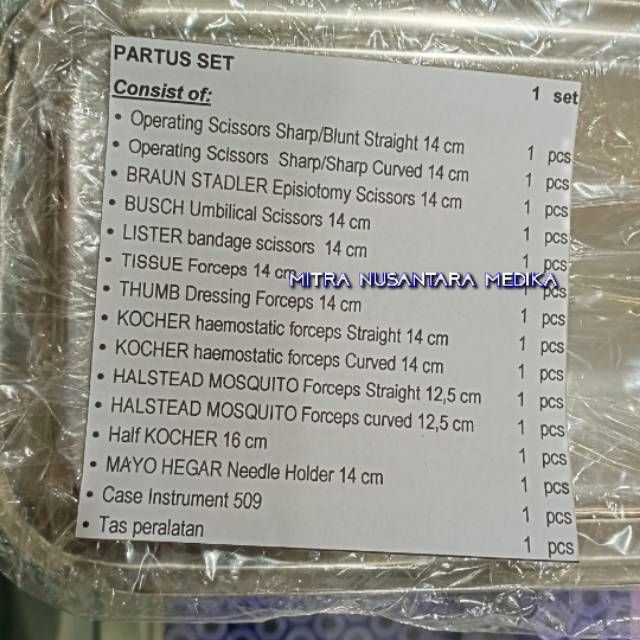 PARTUS SET 1 set
Consist of:
• Operating Scissors Sharp/Blunt Straight 14 cm 1 pcs
• Operating Scissors Sharp/Sharp Curved 14 cm 1 pcs
• BRAUN STADLER Episiotomy Scissors 14 cm 1 pcs
• BUSCH Umbilical Scissors 14 cm 1 pcs
• LISTER bandage scissors 14 cm 1 pcs
• TISSUE Forceps 14 cm 1 pcs
MITRA NUSANTARA MEDIKA
• THUMB Dressing Forceps 14 cm 1 pcs
• KOCHER haemostatic forceps Straight 14 cm 1 pcs
• KOCHER haemostatic forceps Curved 14 cm 1 pcs
• HALSTEAD MOSQUITO Forceps Straight 12,5 cm 1 pcs
• HALSTEAD MOSQUITO Forceps curved 12,5 cm 1 pcs
• Half KOCHER 16 cm 1 pcs
• MAYO HEGAR Needle Holder 14 cm 1 pcs
• Case Instrument 509 1 pcs
• Tas peralatan 1 pcs